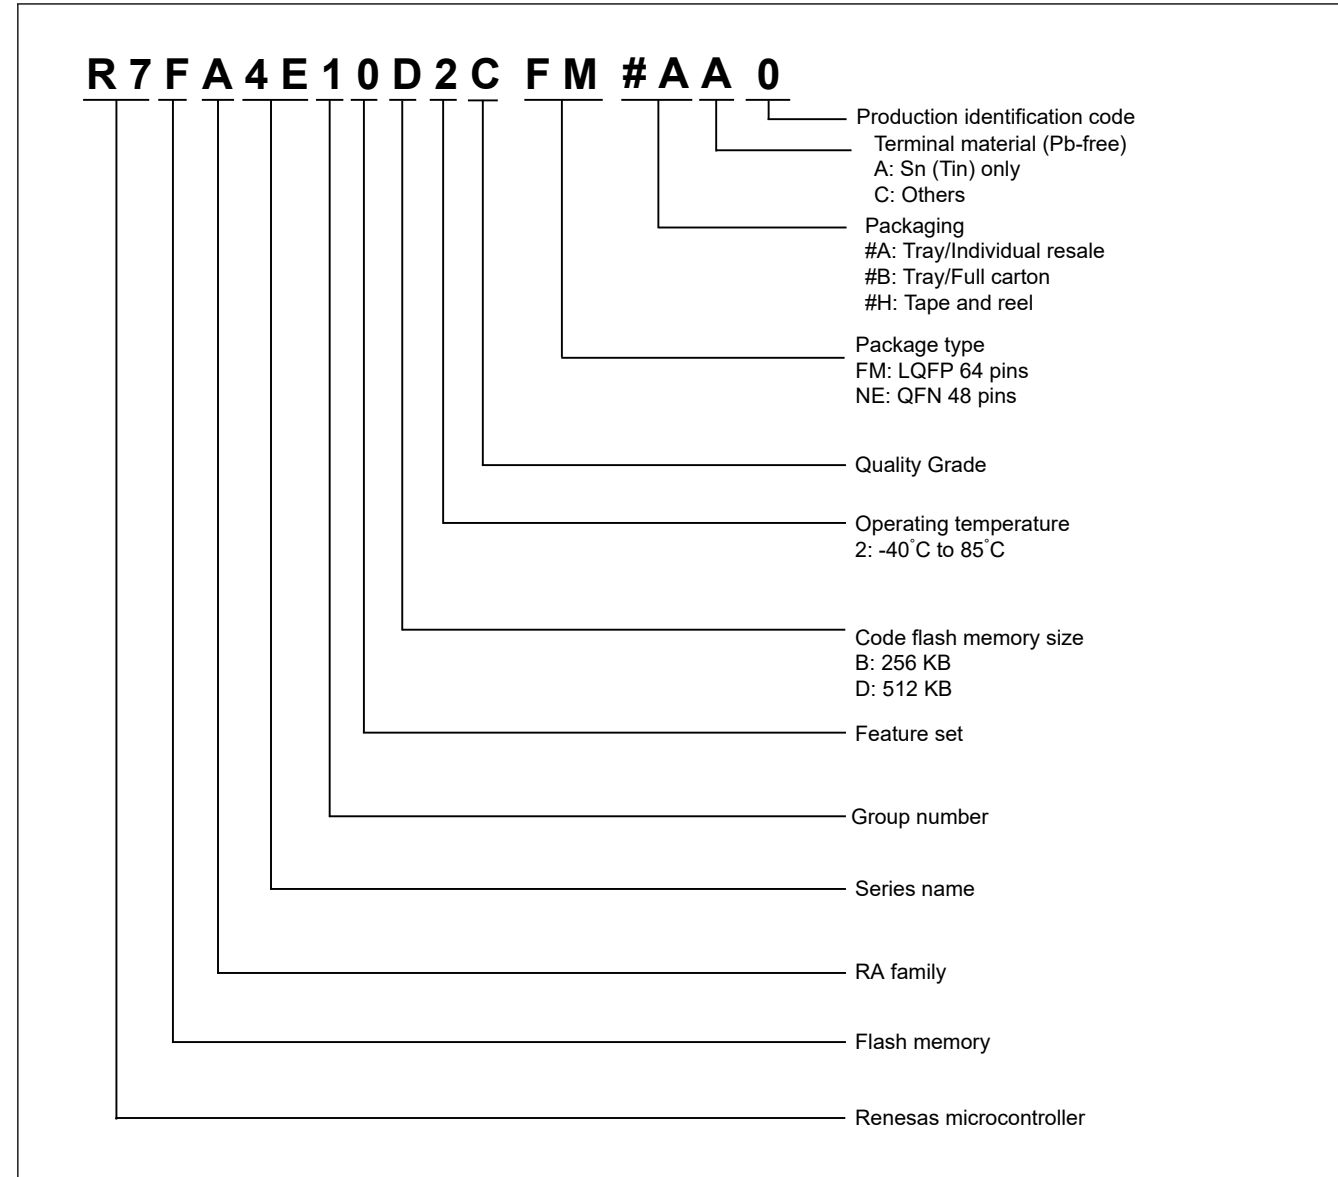 R7FA4E10D2C FM #AA0
Production identification code
Terminal material (Pb-free)
A: Sn (Tin) only
C: Others
Packaging
#A: Tray/Individual resale
#B: Tray/Full carton
#H: Tape and reel
Package type
FM: LQFP 64 pins
NE: QFN 48 pins
Quality Grade
Operating temperature
2: -40°C to 85°C
Code flash memory size
B: 256 KB
D: 512 KB
Feature set
Group number
Series name
RA family
Flash memory
Renesas microcontroller